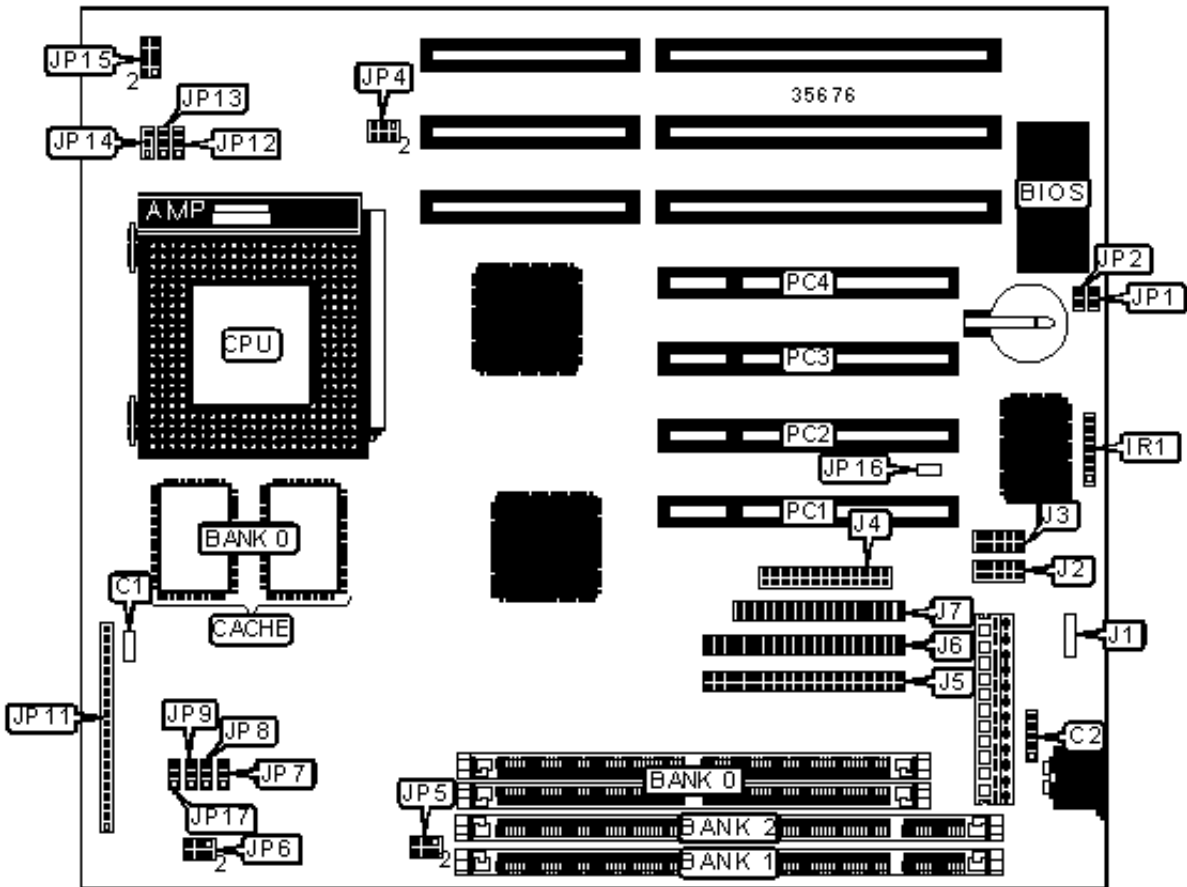 JP15
2
JP4
35676
JP13
JP14
JP12
2
BIOS
AMP
JP2
PC4
JP1
CPU
PC3
PC2
IR1
JP16
PC1
J3
J4
BANK 0
J2
C1
J7
CACHE
J6
J1
J5
JP11
JP9
JP8
C2
JP7
BANK 0
JP5
JP17
BANK 2
JP6
2
2
BANK 1